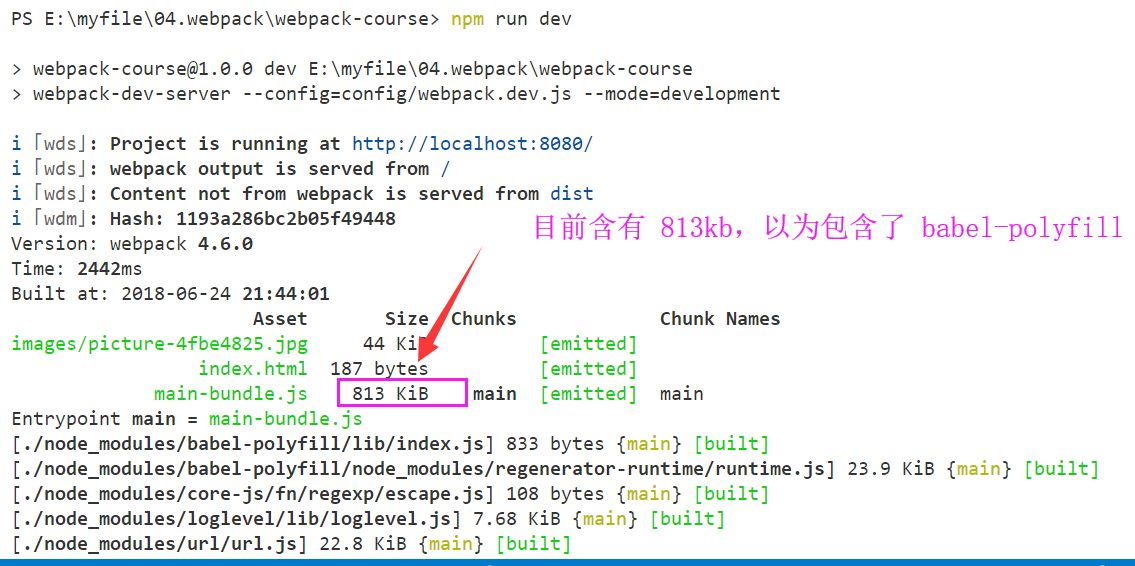 PS E:\myfile\04.webpack\webpack-course> npm run dev
> webpack-course@1.0.0 dev E:\myfile\04.webpack\webpack-course
> webpack-dev-server --config=config/webpack.dev.js --mode=development
i ｢wds｣: Project is running at http://localhost:8080/
i ｢wds｣: webpack output is served from /
i ｢wds｣: Content not from webpack is served from dist
i ｢wdm｣: Hash: 1193a286bc2b05f49448
目前含有 813kb，以为包含了 babel-polyfill
Version: webpack 4.6.0
Time: 2442ms
Built at: 2018-06-24 21:44:01
Asset Size Chunks Chunk Names
images/picture-4fbe4825.jpg 44 KiB [emitted]
index.html 187 bytes [emitted]
main-bundle.js 813 KiB main [emitted] main
Entrypoint main = main-bundle.js
[./node_modules/babel-polyfill/lib/index.js] 833 bytes {main} [built]
[./node_modules/babel-polyfill/node_modules/regenerator-runtime/runtime.js] 23.9 KiB {main} [built]
[./node_modules/core-js/fn/regexp/escape.js] 108 bytes {main} [built]
[./node_modules/loglevel/lib/loglevel.js] 7.68 KiB {main} [built]
[./node_modules/url/url.js] 22.8 KiB {main} [built]